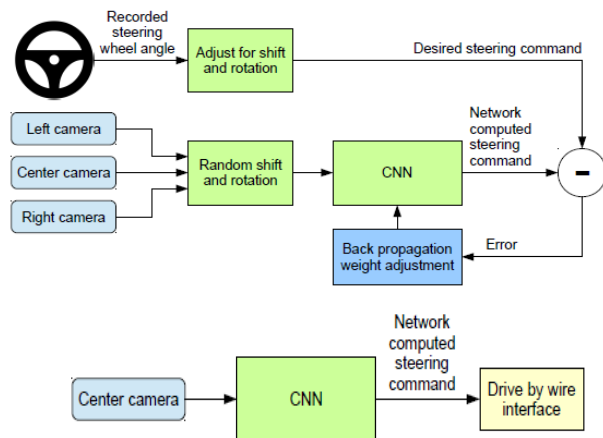 Recorded
steering
wheel angle
Adjust for shift
and rotation
Desired steering command
Left camera
Center camera
Right camera
Random shift
and rotation
CNN
Network
computed
steering
command
-
Back propagation
weight adjustment
Error
Center camera
CNN
Network
computed
steering
command
Drive by wire
interface